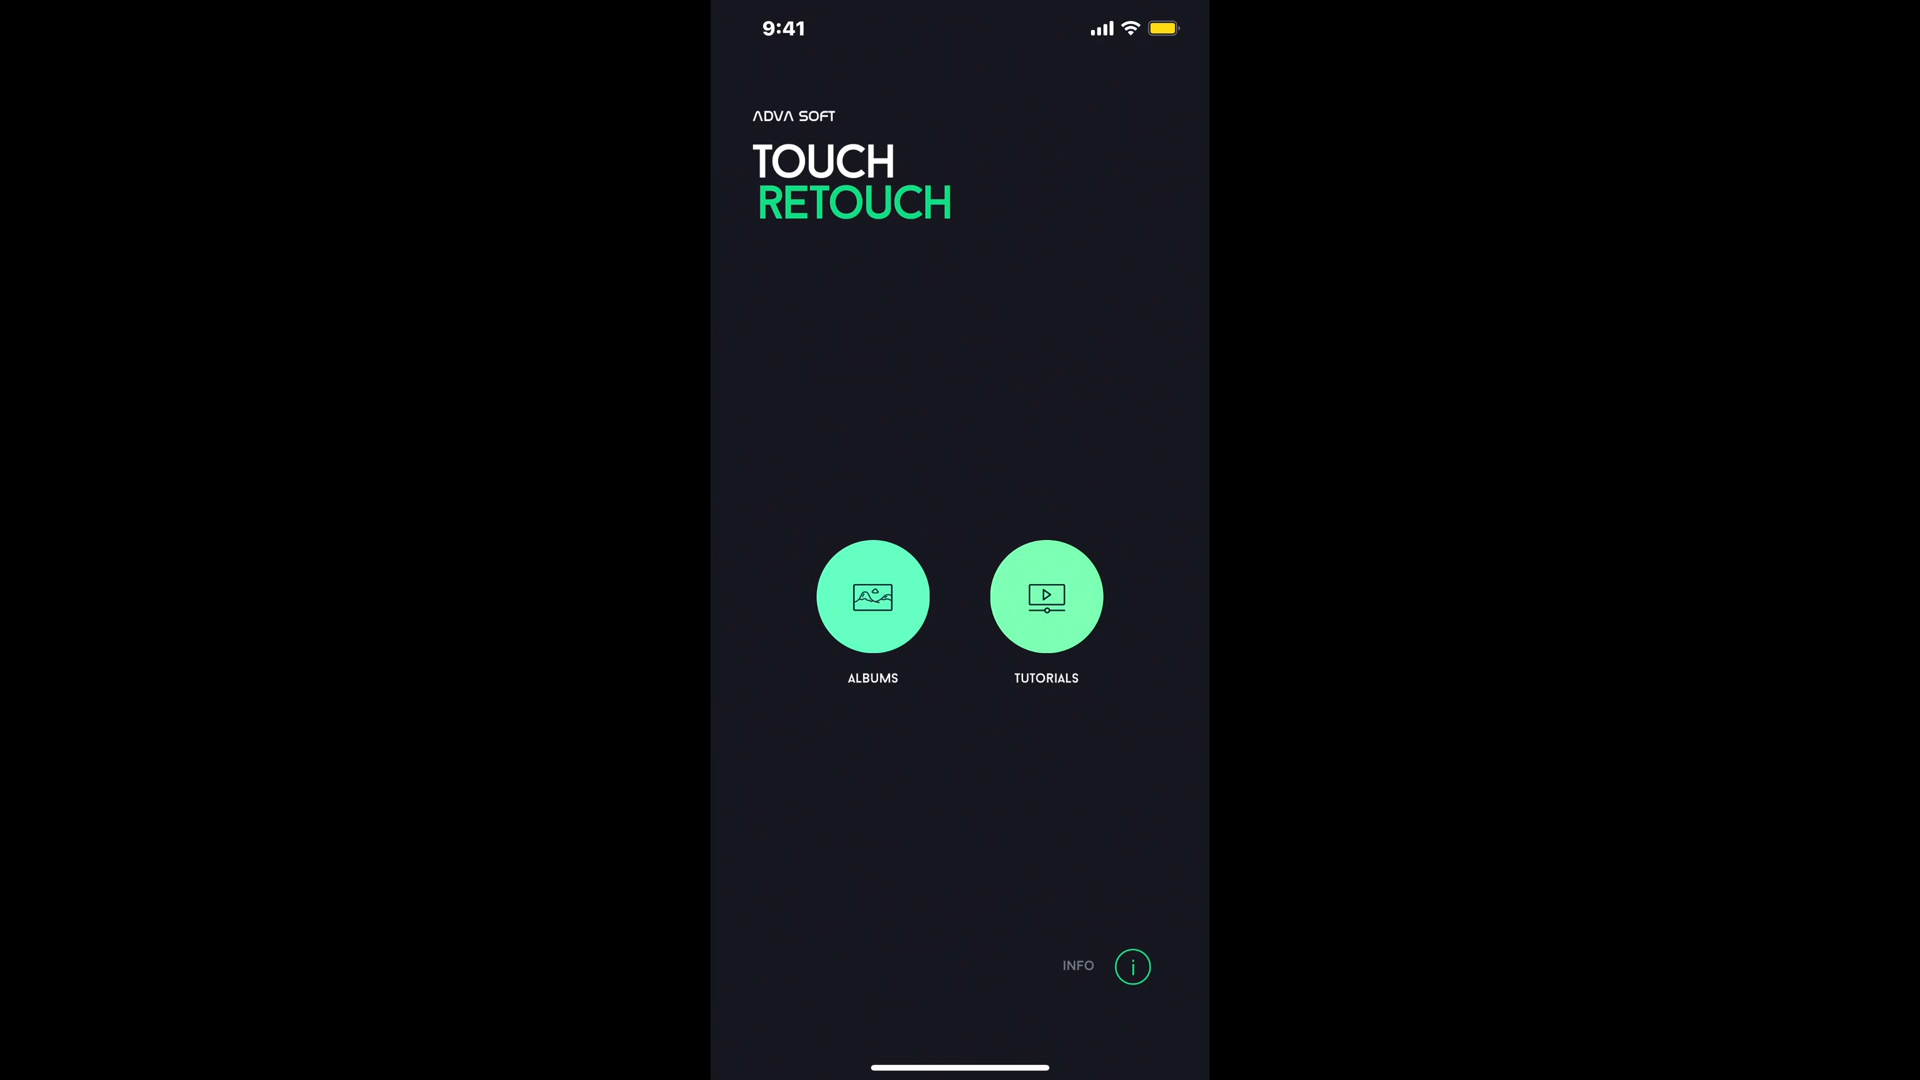 9:41
ADVA SOFT
TOUCH
RETOUCH
ALBUMS
TUTORIALS
INFO
i